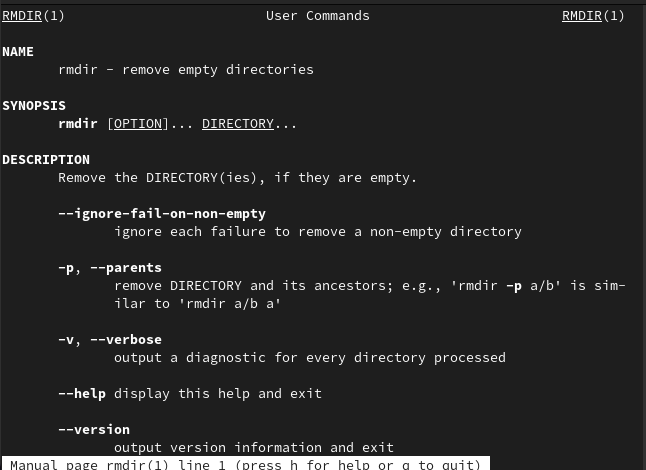 RMDIR(1) User Commands RMDIR(1)
NAME
rmdir - remove empty directories
SYNOPSIS
rmdir [OPTION]... DIRECTORY...
DESCRIPTION
Remove the DIRECTORY(ies), if they are empty.
--ignore-fail-on-non-empty
ignore each failure to remove a non-empty directory
-p, --parents
remove DIRECTORY and its ancestors; e.g., 'rmdir -p a/b' is sim-
ilar to 'rmdir a/b a'
-v, --verbose
output a diagnostic for every directory processed
--help display this help and exit
--version
output version information and exit
Manual page rmdir(1) line 1 (press h for help or q to quit)